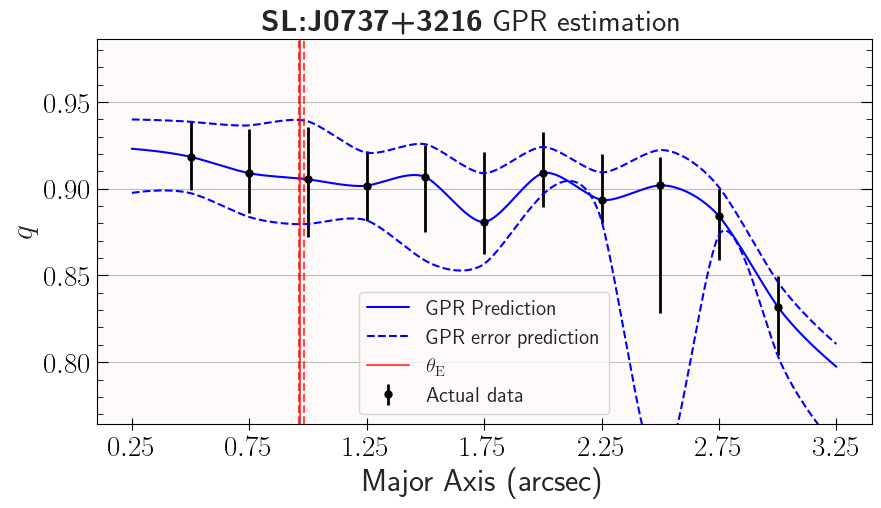 SL:J0737+3216 GPR estimation
0.95
0.90
0.85
0.80
q
GPR Prediction
GPR error prediction
θ_E
Actual data
0.25 0.75 1.25 1.75 2.25 2.75 3.25
Major Axis (arcsec)